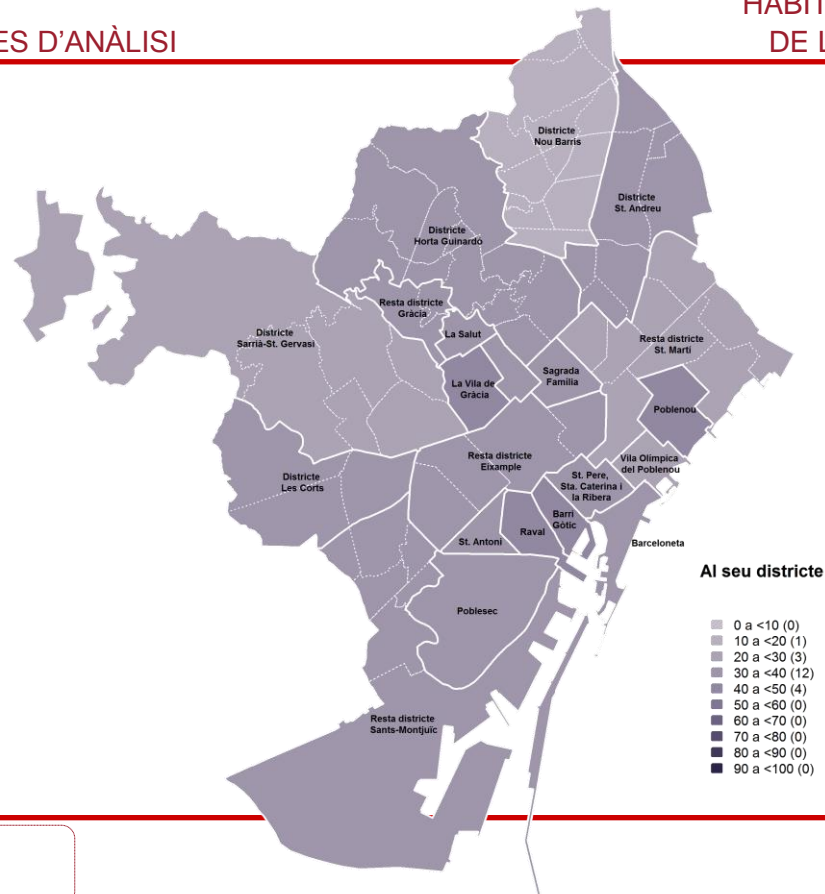 HÀBIT
ES D'ANÀLISI
DE L
Districte
Nou Barris
Districte
St. Andreu
Districte
Horta Guinardó
Resta districte
Gràcia
La Salut
Districte
Sarrià-St. Gervasi
Resta districte
St. Martí
Sagrada
Família
La Vila de
Gràcia
Poblenou
Resta districte
Eixample
Vila Olímpica
del Poblenou
Districte
Les Corts
St. Pere,
Sta. Caterina i
la Ribera
Barri
Gòtic
Raval
St. Antoni
Barceloneta
Al seu districte
Poblesec
0 a <10 (0)
10 a <20 (1)
20 a <30 (3)
30 a <40 (12)
40 a <50 (4)
50 a <60 (0)
60 a <70 (0)
70 a <80 (0)
80 a <90 (0)
90 a <100 (0)
Resta districte
Sants-Montjuïc